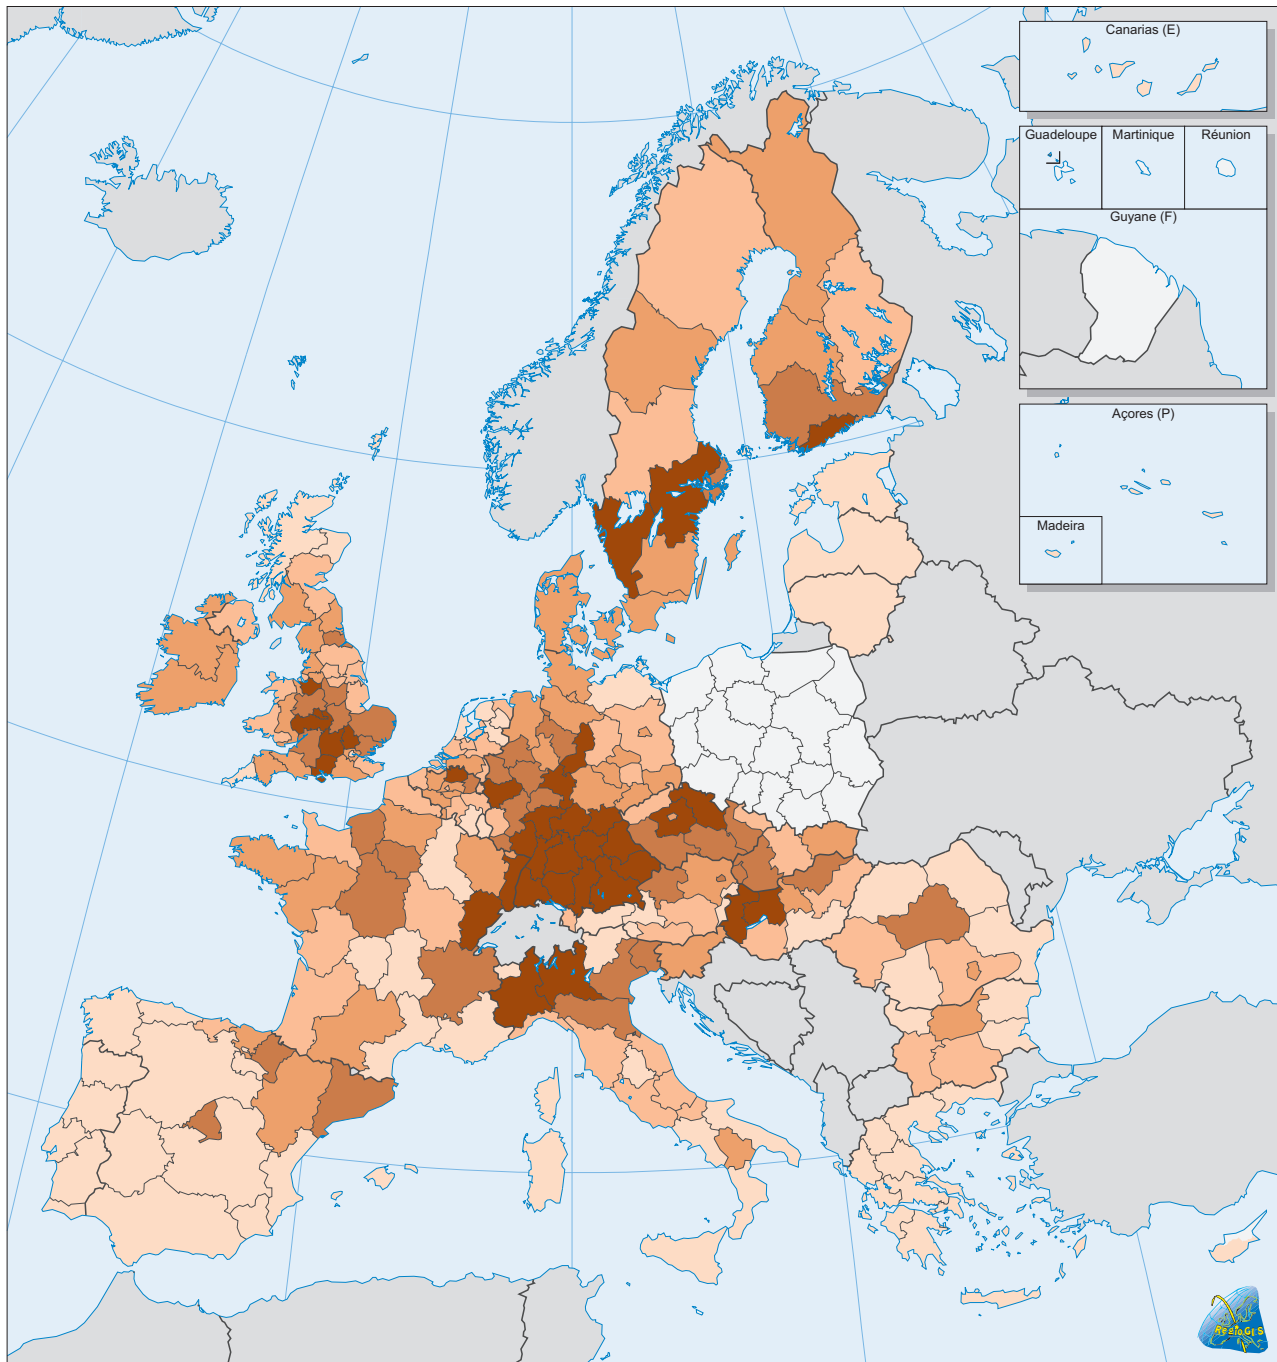 Canarias (E)
Guadeloupe
Martinique
Réunion
Guyane (F)
Açores (P)
Madeira
RegioGIS